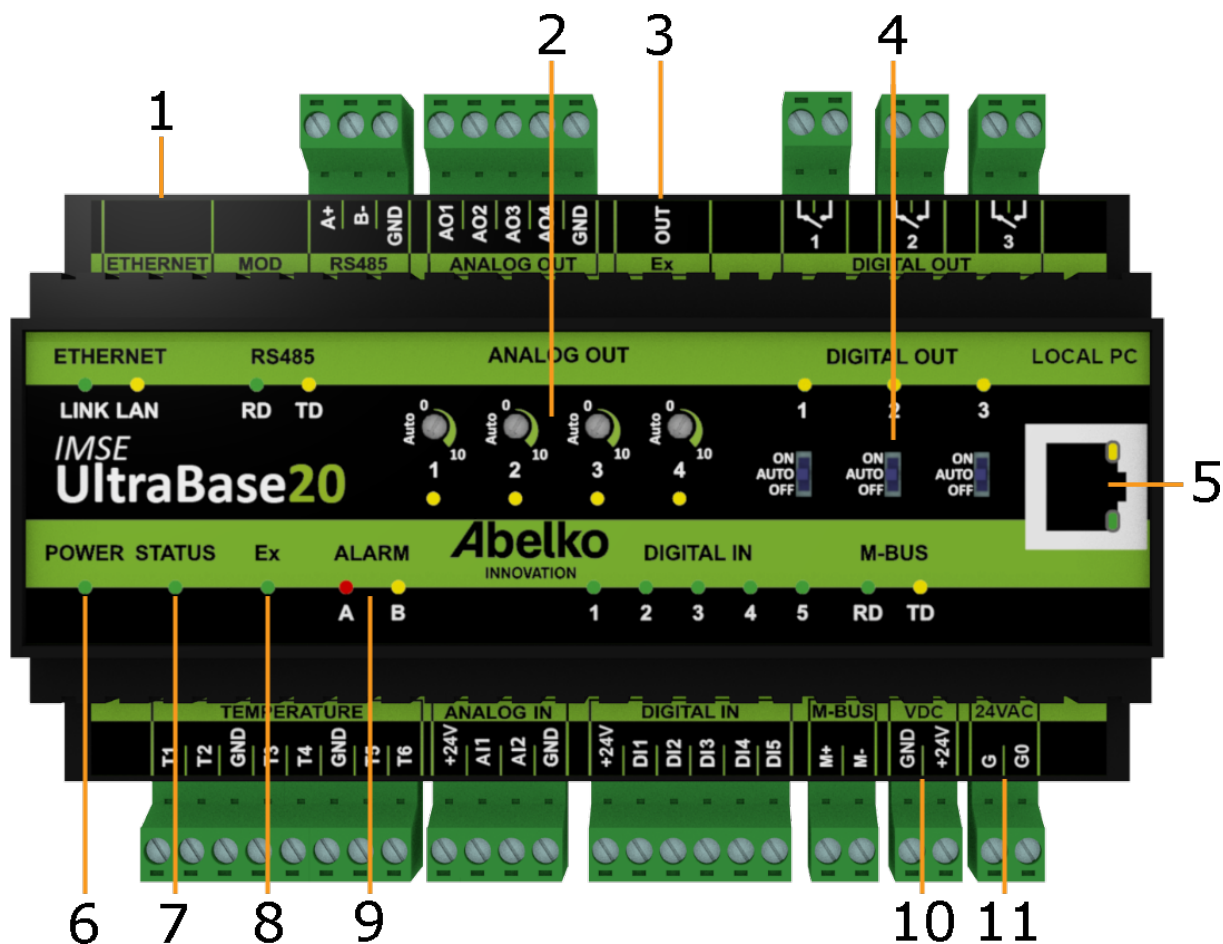 1 2 3 4
A+ B- GND AO1 AO2 AO3 AO4 GND OUT 1 2 3
ETHERNET MOD RS485 ANALOG OUT Ex DIGITAL OUT
ETHERNET RS485 ANALOG OUT DIGITAL OUT LOCAL PC
LINK LAN RD TD 1 2 3
Auto 0 10 Auto 0 10 Auto 0 10 Auto 0 10
1 2 3 4
ON AUTO OFF ON AUTO OFF ON AUTO OFF
IMSE
UltraBase20
5
POWER STATUS Ex ALARM Abelko DIGITAL IN M-BUS
INNOVATION
A B 1 2 3 4 5 RD TD
TEMPERATURE ANALOG IN DIGITAL IN M-BUS VDC 24VAC
T1 T2 GND T3 T4 GND T5 T6 +24V AI1 AI2 GND +24V DI1 DI2 DI3 DI4 DI5 M+ M- GND +24V G G0
6 7 8 9 10 11